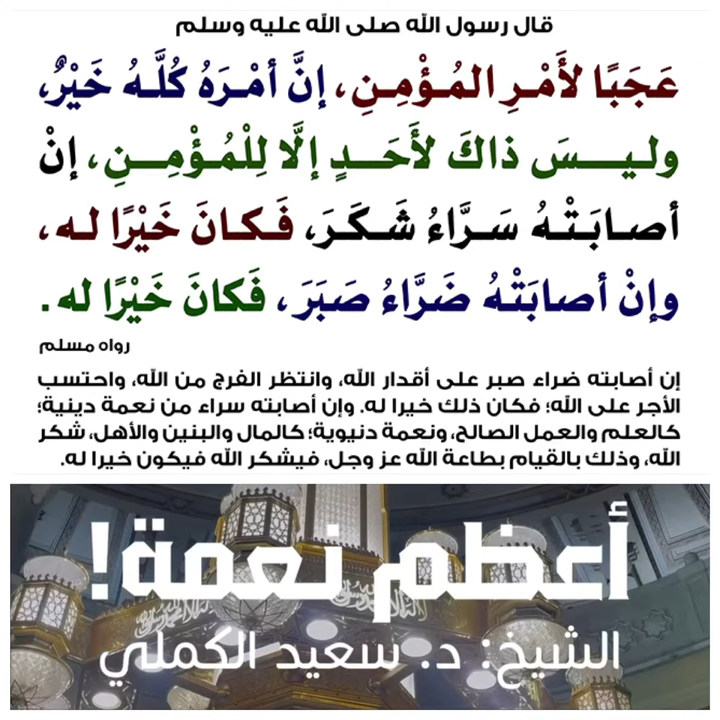 قال رسول الله صلى الله عليه وسلم
عَجَبًا لأَمْرِ المُؤْمِنِ، إنَّ أمْرَهُ كُلَّهُ خَيْرٌ،
وليسَ ذاكَ لأَحَدٍ إلَّا لِلْمُؤْمِنِ، إنْ
أصابَتْهُ سَرَّاءُ شَكَرَ، فَكانَ خَيْرًا له،
وإنْ أصابَتْهُ ضَرَّاءُ صَبَرَ، فَكانَ خَيْرًا له.
رواه مسلم
إن أصابته ضراء صبر على أقدار الله، وانتظر الفرج من الله، واحتسب
الأجر على الله؛ فكان ذلك خيرا له. وإن أصابته سراء من نعمة دينية؛
كالعلم والعمل الصالح، ونعمة دنيوية؛ كالمال والبنين والأهل، شكر
الله، وذلك بالقيام بطاعة الله عز وجل، فيشكر الله فيكون خيرا له.
أعظم نعمة!
الشيخ: د. سعيد الكملي